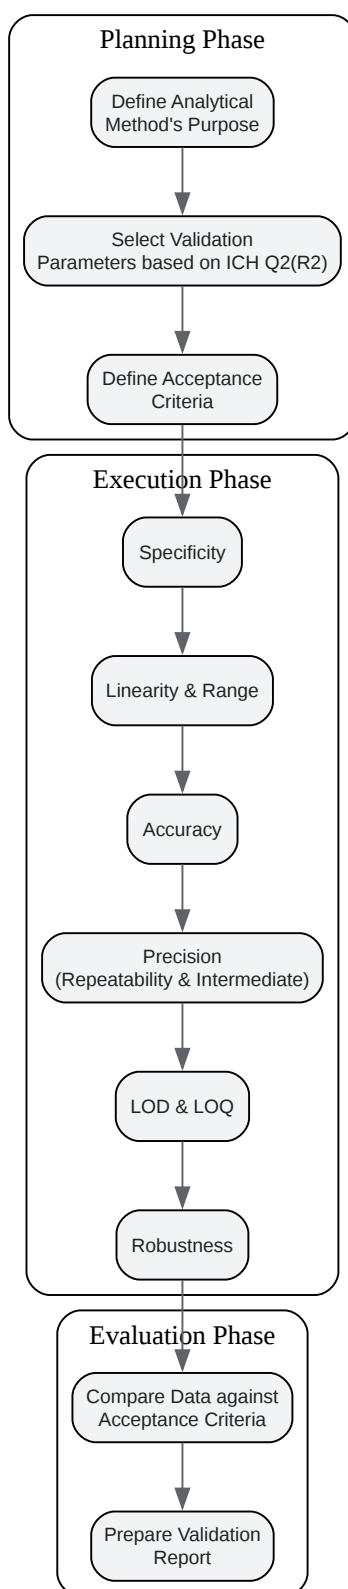 Planning Phase
Define Analytical
Method's Purpose
Select Validation
Parameters based on ICH Q2(R2)
Define Acceptance
Criteria
Execution Phase
Specificity
Linearity & Range
Accuracy
Precision
(Repeatability & Intermediate)
LOD & LOQ
Robustness
Evaluation Phase
Compare Data against
Acceptance Criteria
Prepare Validation
Report